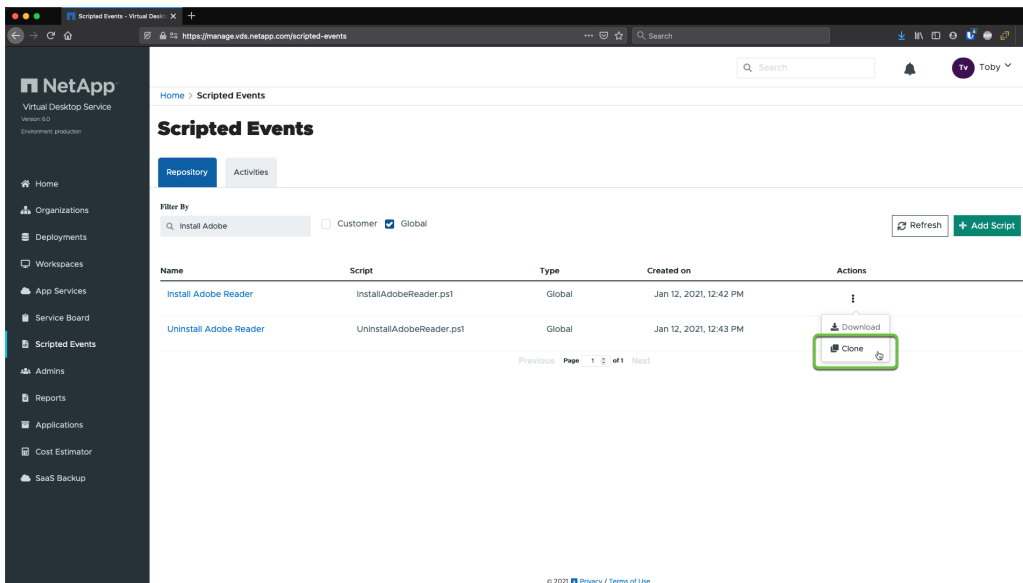 Scripted Events - Virtual Deskt
https://manage.vds.netapp.com/scripted-events
Search
NetApp
Virtual Desktop Service
Version: 6.0
Environment: production
Search
Tv Toby
Home > Scripted Events
Scripted Events
Repository Activities
Home
Organizations
Deployments
Workspaces
App Services
Service Board
Scripted Events
Admins
Reports
Applications
Cost Estimator
SaaS Backup
Filter By
Install Adobe
Customer Global
Refresh + Add Script
Name Script Type Created on Actions
Install Adobe Reader InstallAdobeReader.ps1 Global Jan 12, 2021, 12:42 PM
Uninstall Adobe Reader UninstallAdobeReader.ps1 Global Jan 12, 2021, 12:43 PM
Download
Clone
Previous Page 1 of 1 Next
© 2021 Privacy / Terms of Use